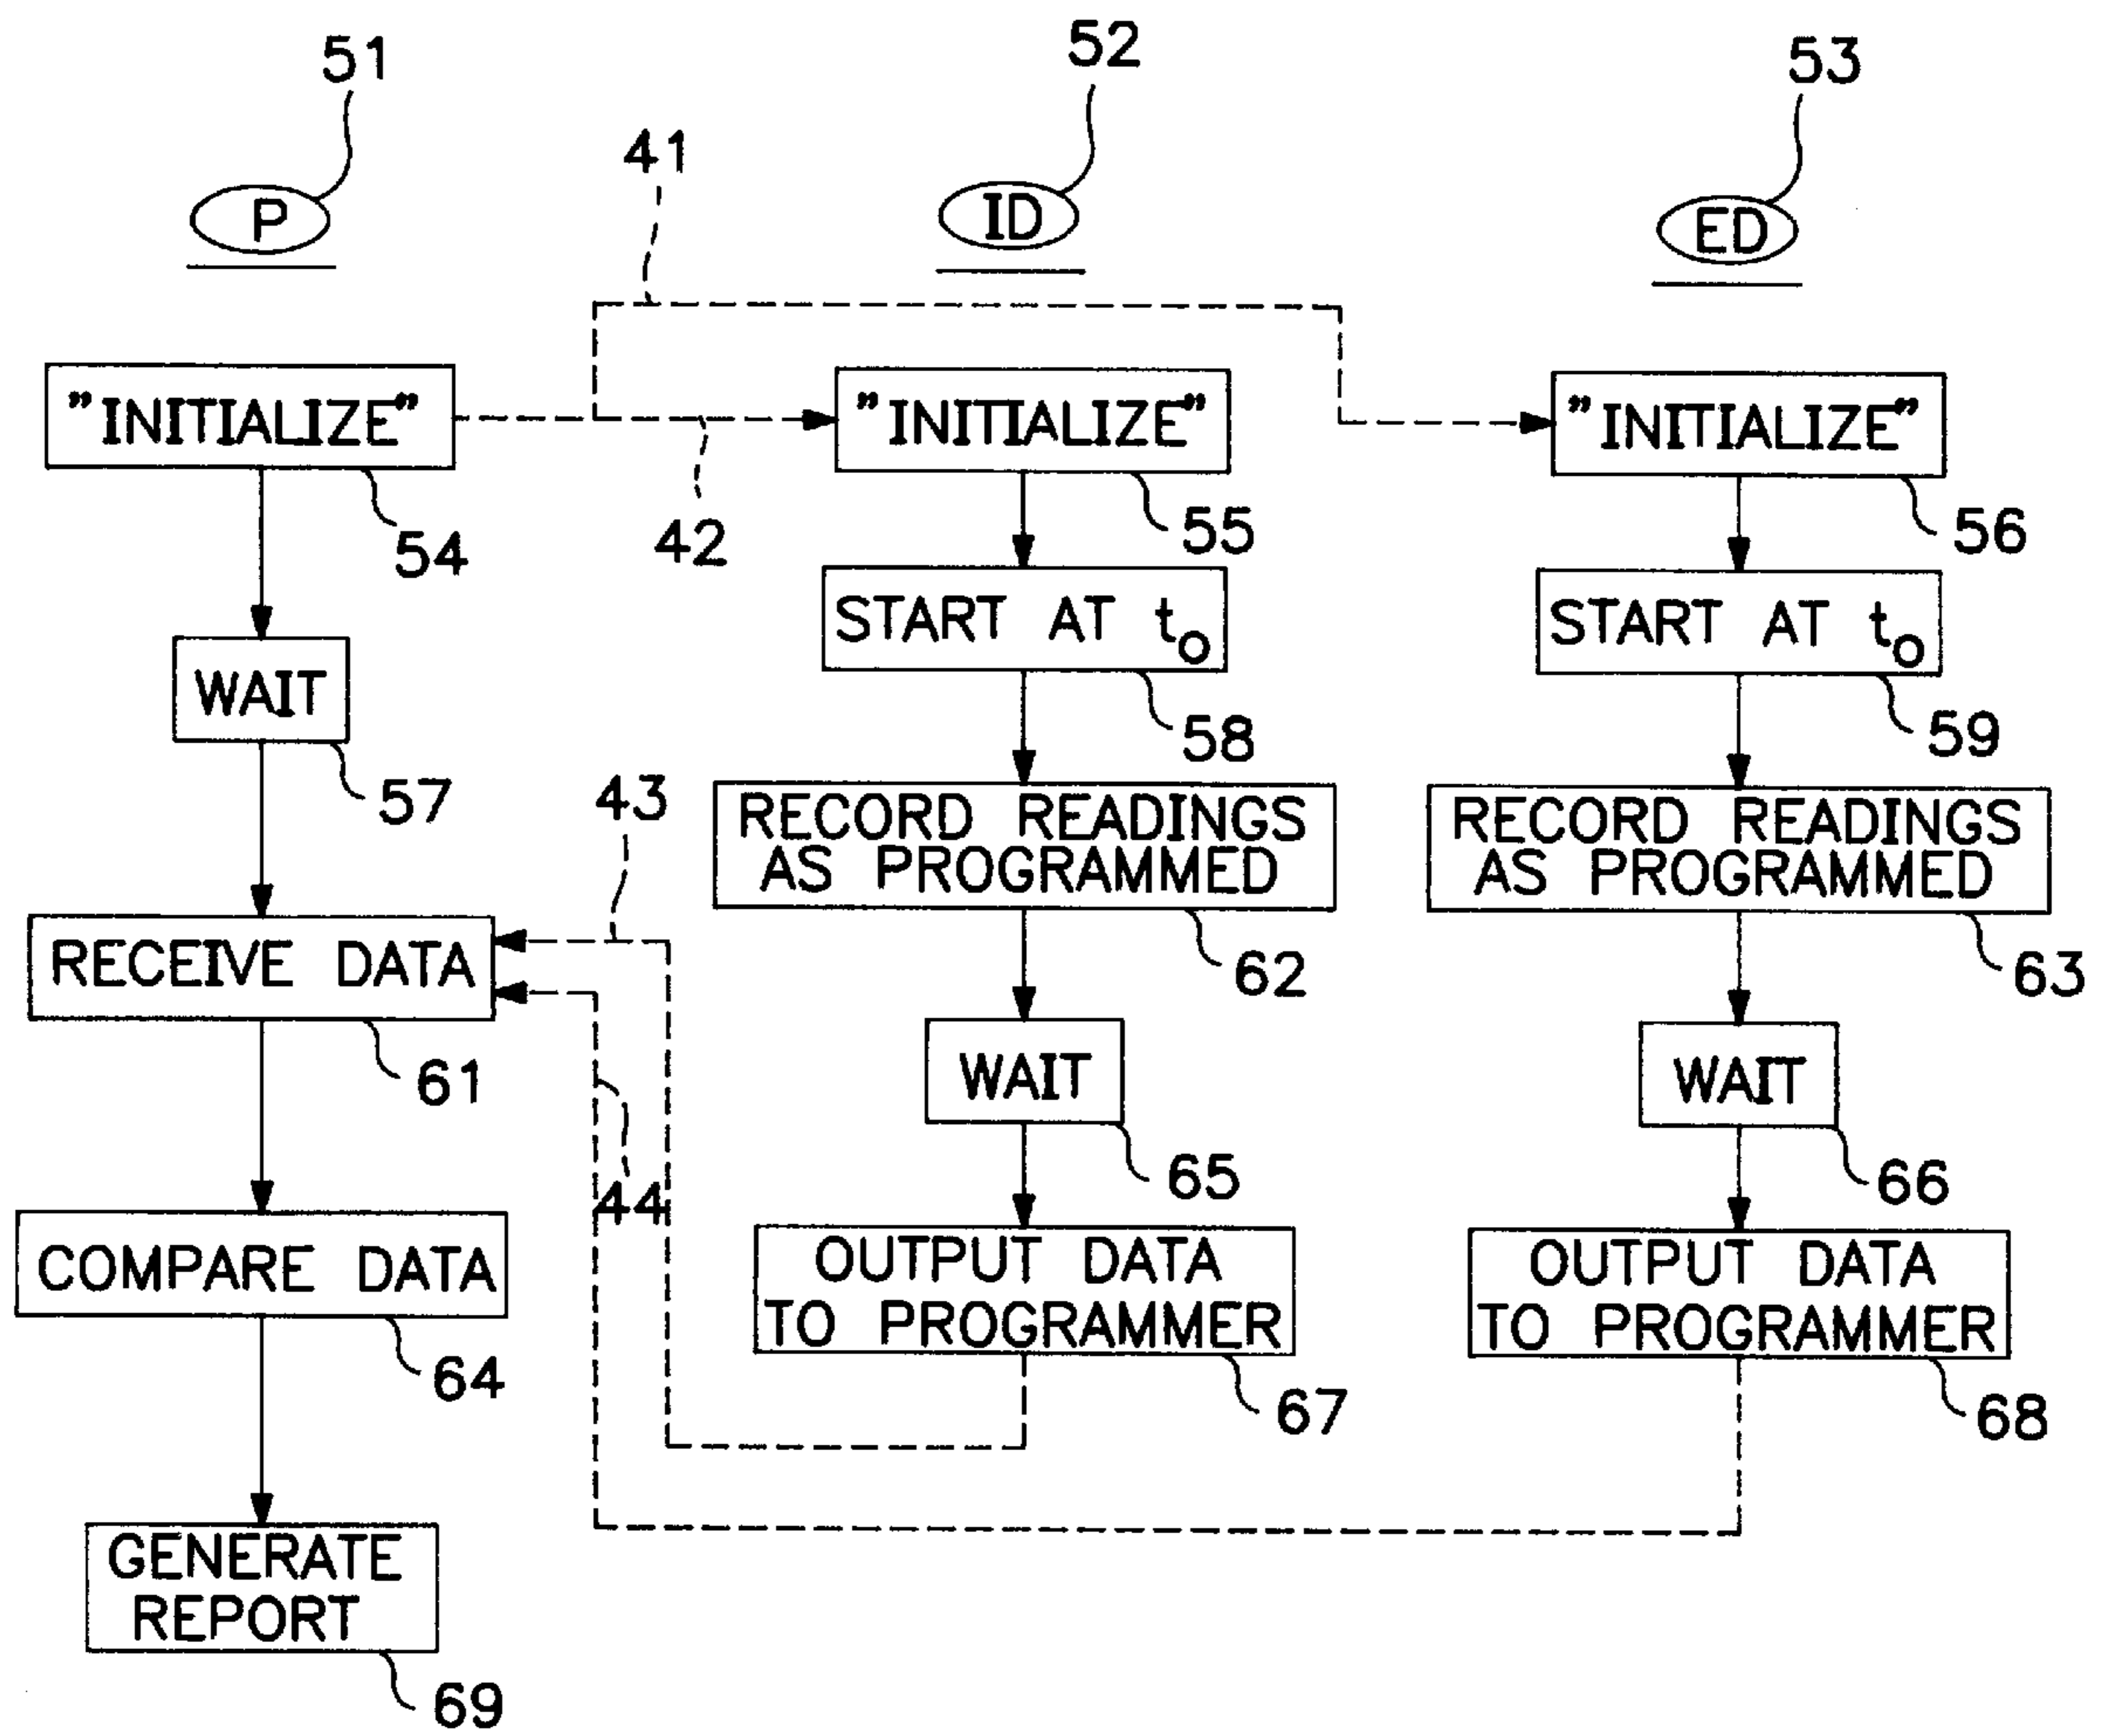 51
52
53
41
P
ID
ED
"INITIALIZE"
"INITIALIZE"
"INITIALIZE"
54
42
55
56
START AT to
START AT to
WAIT
57
58
59
43
RECORD READINGS
AS PROGRAMMED
RECORD READINGS
AS PROGRAMMED
RECEIVE DATA
61
62
63
WAIT
WAIT
44
65
66
COMPARE DATA
64
OUTPUT DATA
TO PROGRAMMER
OUTPUT DATA
TO PROGRAMMER
67
68
GENERATE
REPORT
69